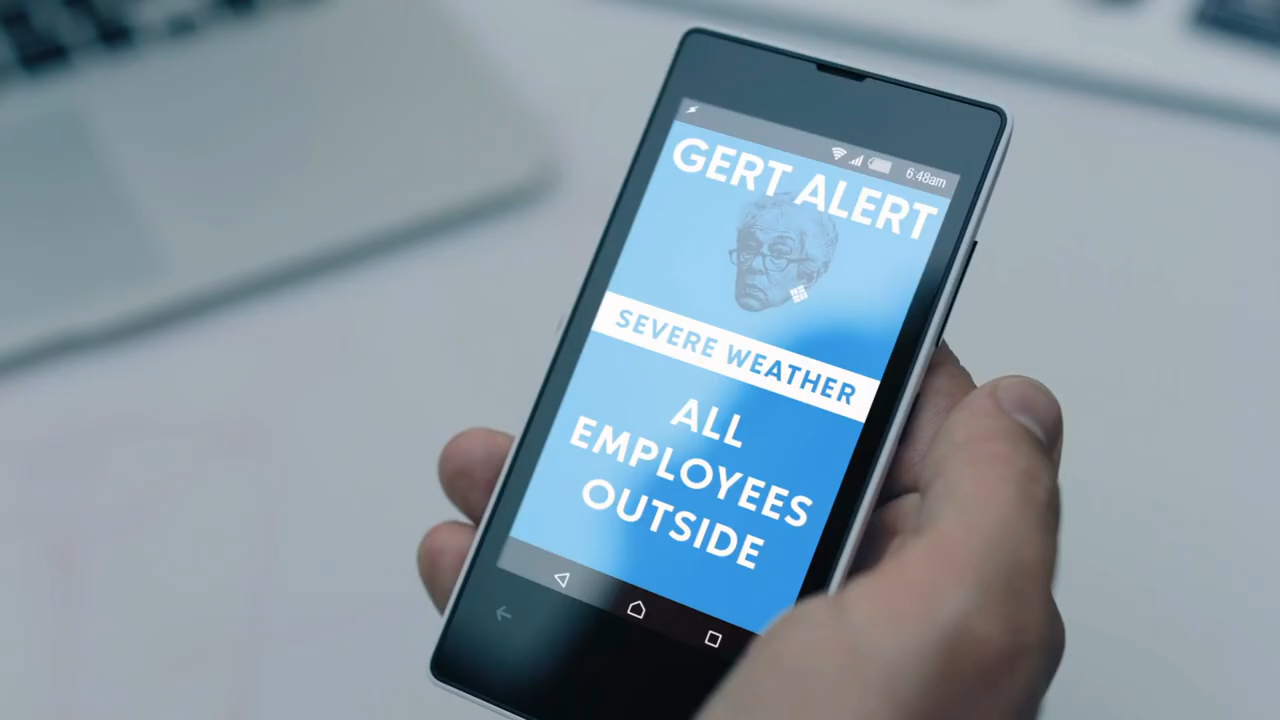 6:48am
GERT ALERT
SEVERE WEATHER
ALL
EMPLOYEES
OUTSIDE